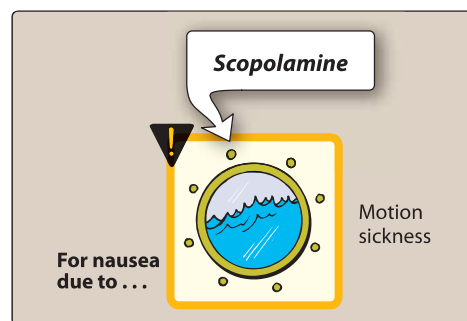 Scopolamine
!
Motion
sickness
For nausea
due to . . .